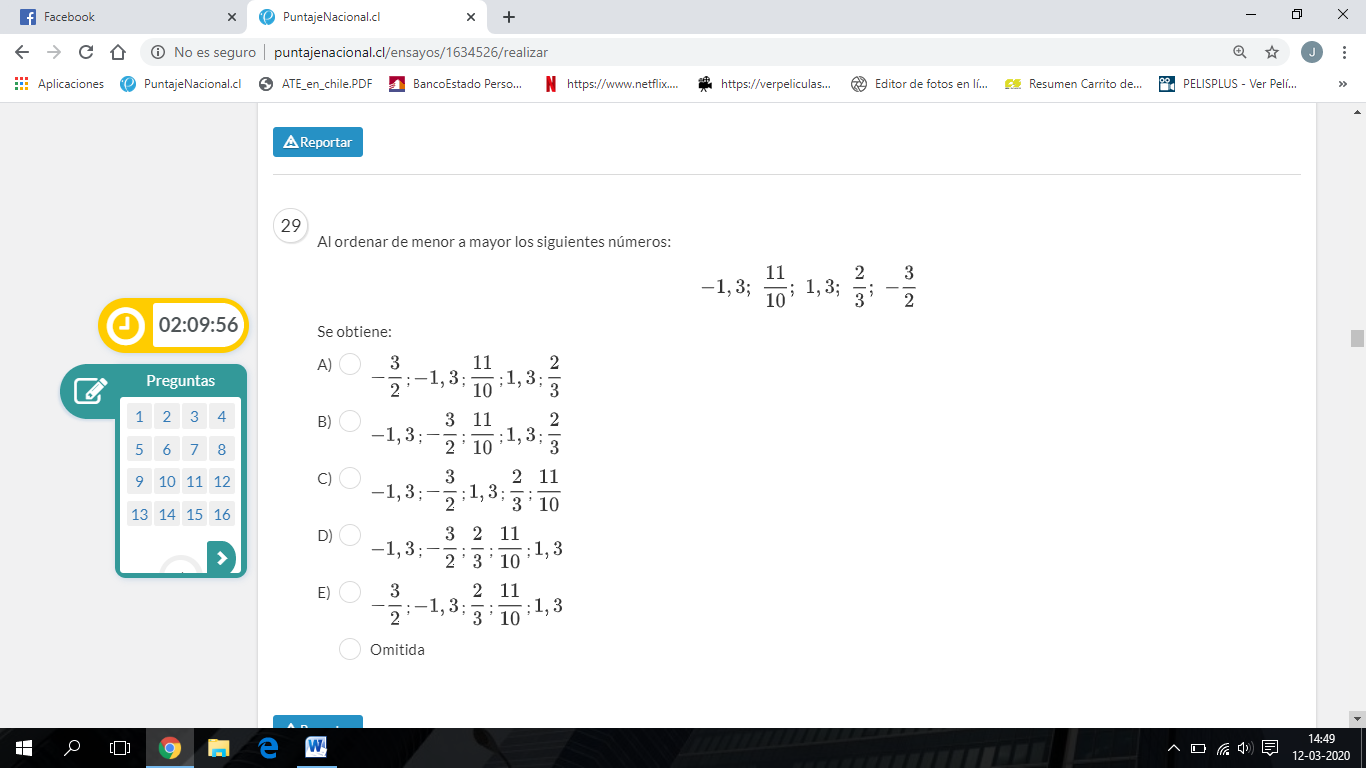 Facebook
PuntajeNacional.cl
No es seguro | puntajenacional.cl/ensayos/1634526/realizar
J
Aplicaciones PuntajeNacional.cl ATE_en_chile.PDF BancoEstado Perso... https://www.netflix.... https://verpeliculas... Editor de fotos en lí... Resumen Carrito de... PELISPLUS - Ver Pelí... »
Reportar
29
Al ordenar de menor a mayor los siguientes números:
−1, 3; 11/10; 1, 3; 2/3; −3/2
Se obtiene:
A) −3/2; −1, 3; 11/10; 1, 3; 2/3
B) −1, 3; −3/2; 11/10; 1, 3; 2/3
C) −1, 3; −3/2; 1, 3; 2/3; 11/10
D) −1, 3; −3/2; 2/3; 11/10; 1, 3
E) −3/2; −1, 3; 2/3; 11/10; 1, 3
Omitida
02:09:56
Preguntas
1 2 3 4
5 6 7 8
9 10 11 12
13 14 15 16
14:49
12-03-2020